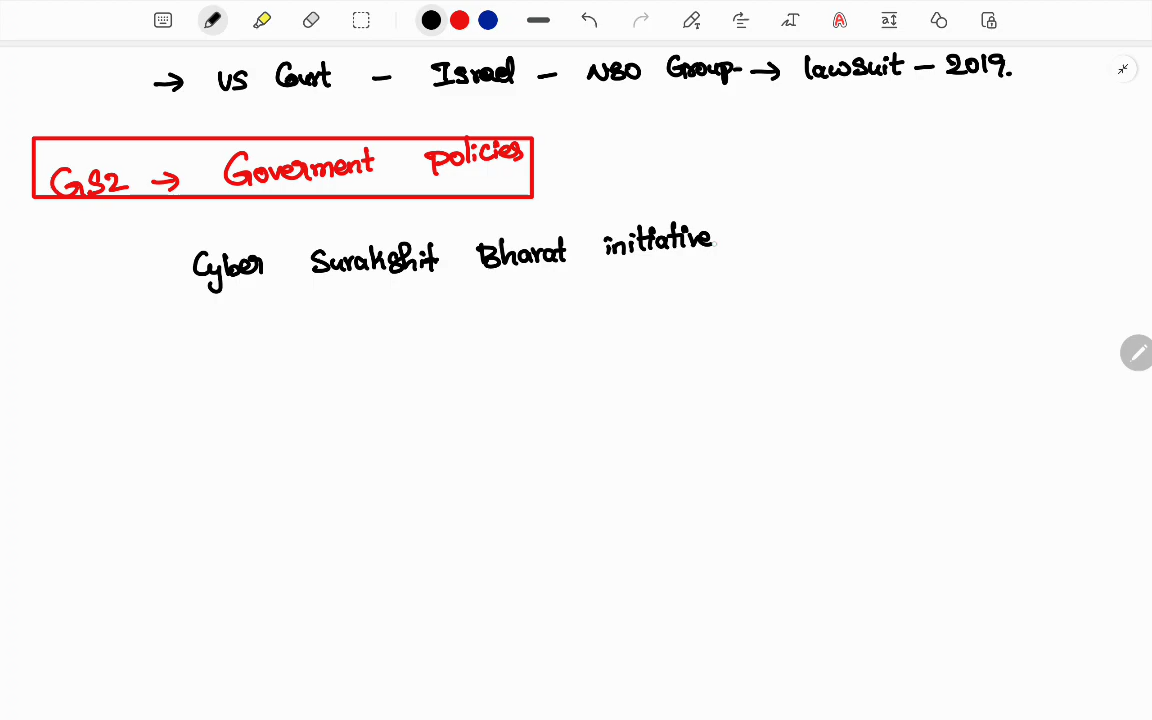 → US Court - Israel - NSO Group → lawsuit - 2019.
GS2 → Goverment policies
Cyber Surakshit Bharat initiative